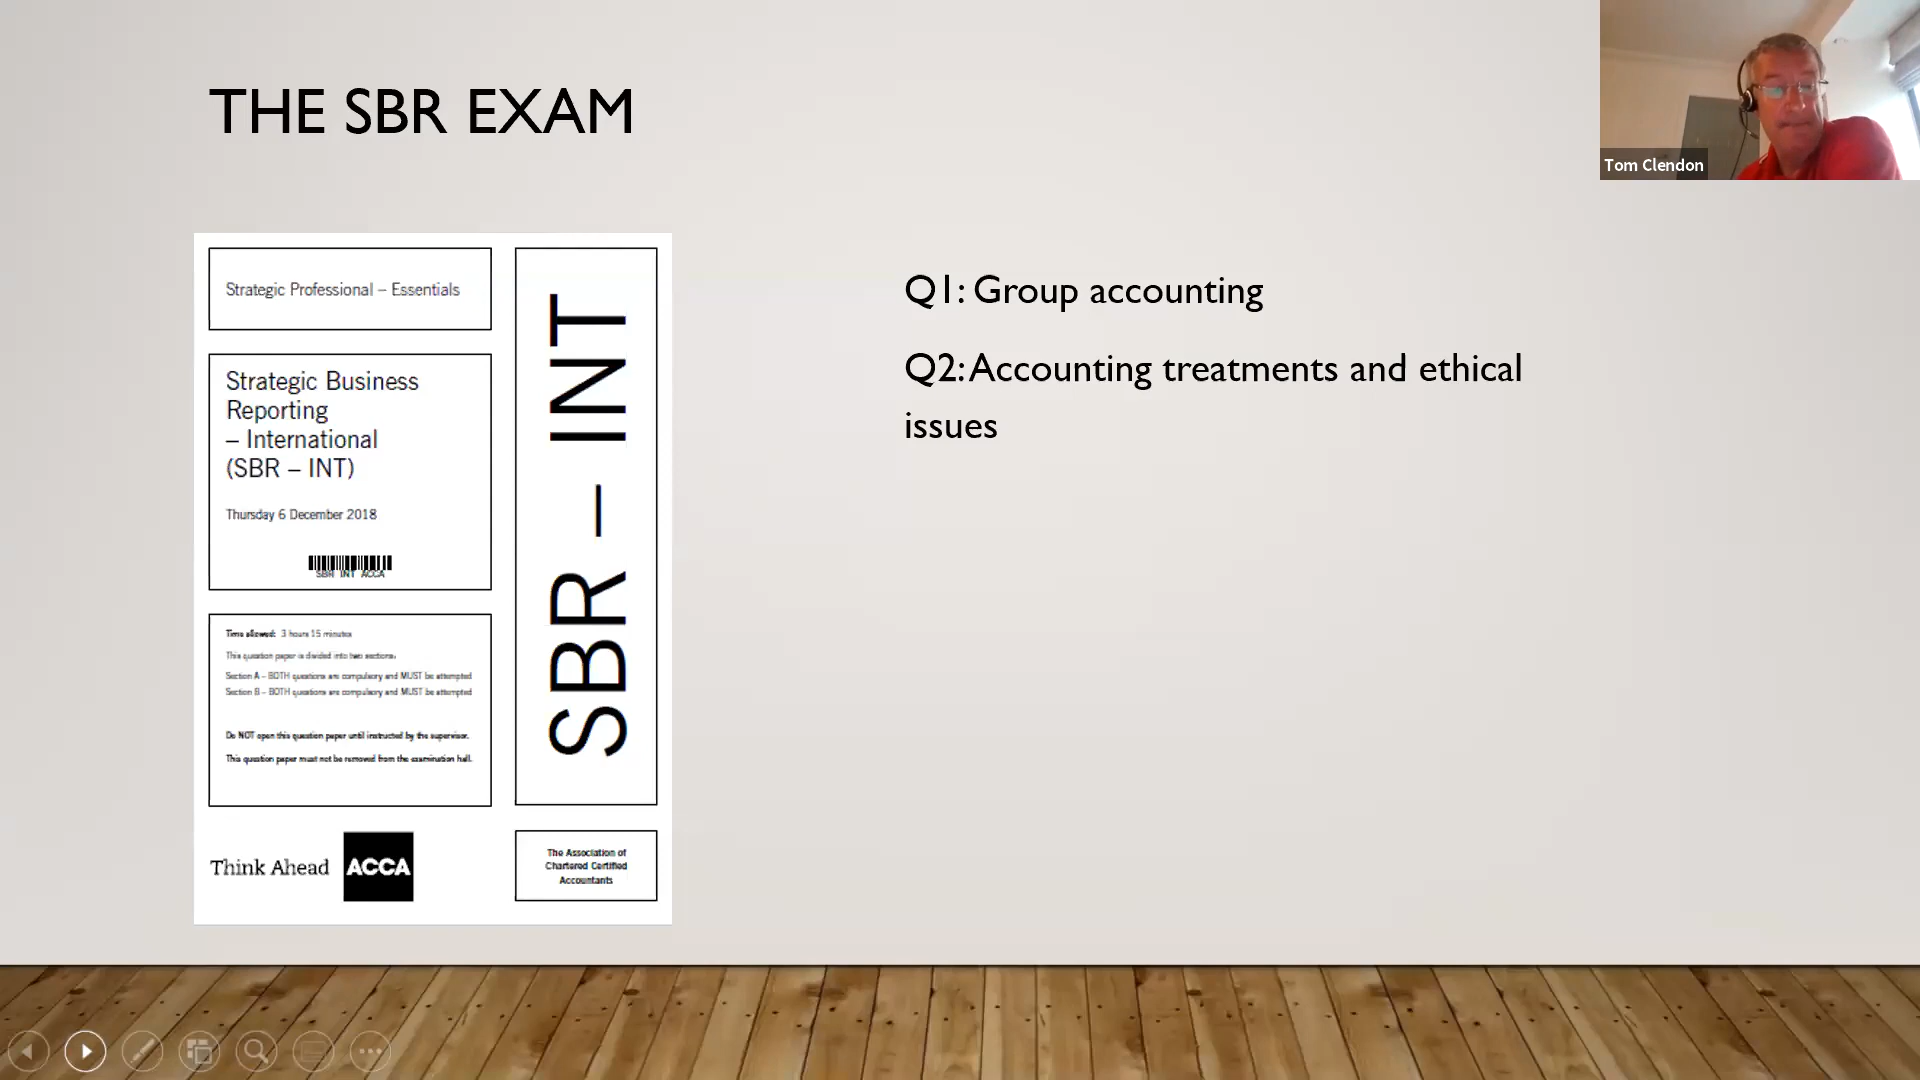 THE SBR EXAM
Tom Clendon
Strategic Professional – Essentials
Strategic Business
Reporting
– International
(SBR – INT)
Thursday 6 December 2018
SBR INT ACCA
Time allowed: 3 hours 15 minutes
This question paper is divided into two sections:
Section A – BOTH questions are compulsory and MUST be attempted
Section B – BOTH questions are compulsory and MUST be attempted
Do NOT open this question paper until instructed by the supervisor.
This question paper must not be removed from the examination hall.
SBR – INT
Think Ahead ACCA
The Association of
Chartered Certified
Accountants
Q1: Group accounting
Q2: Accounting treatments and ethical
issues